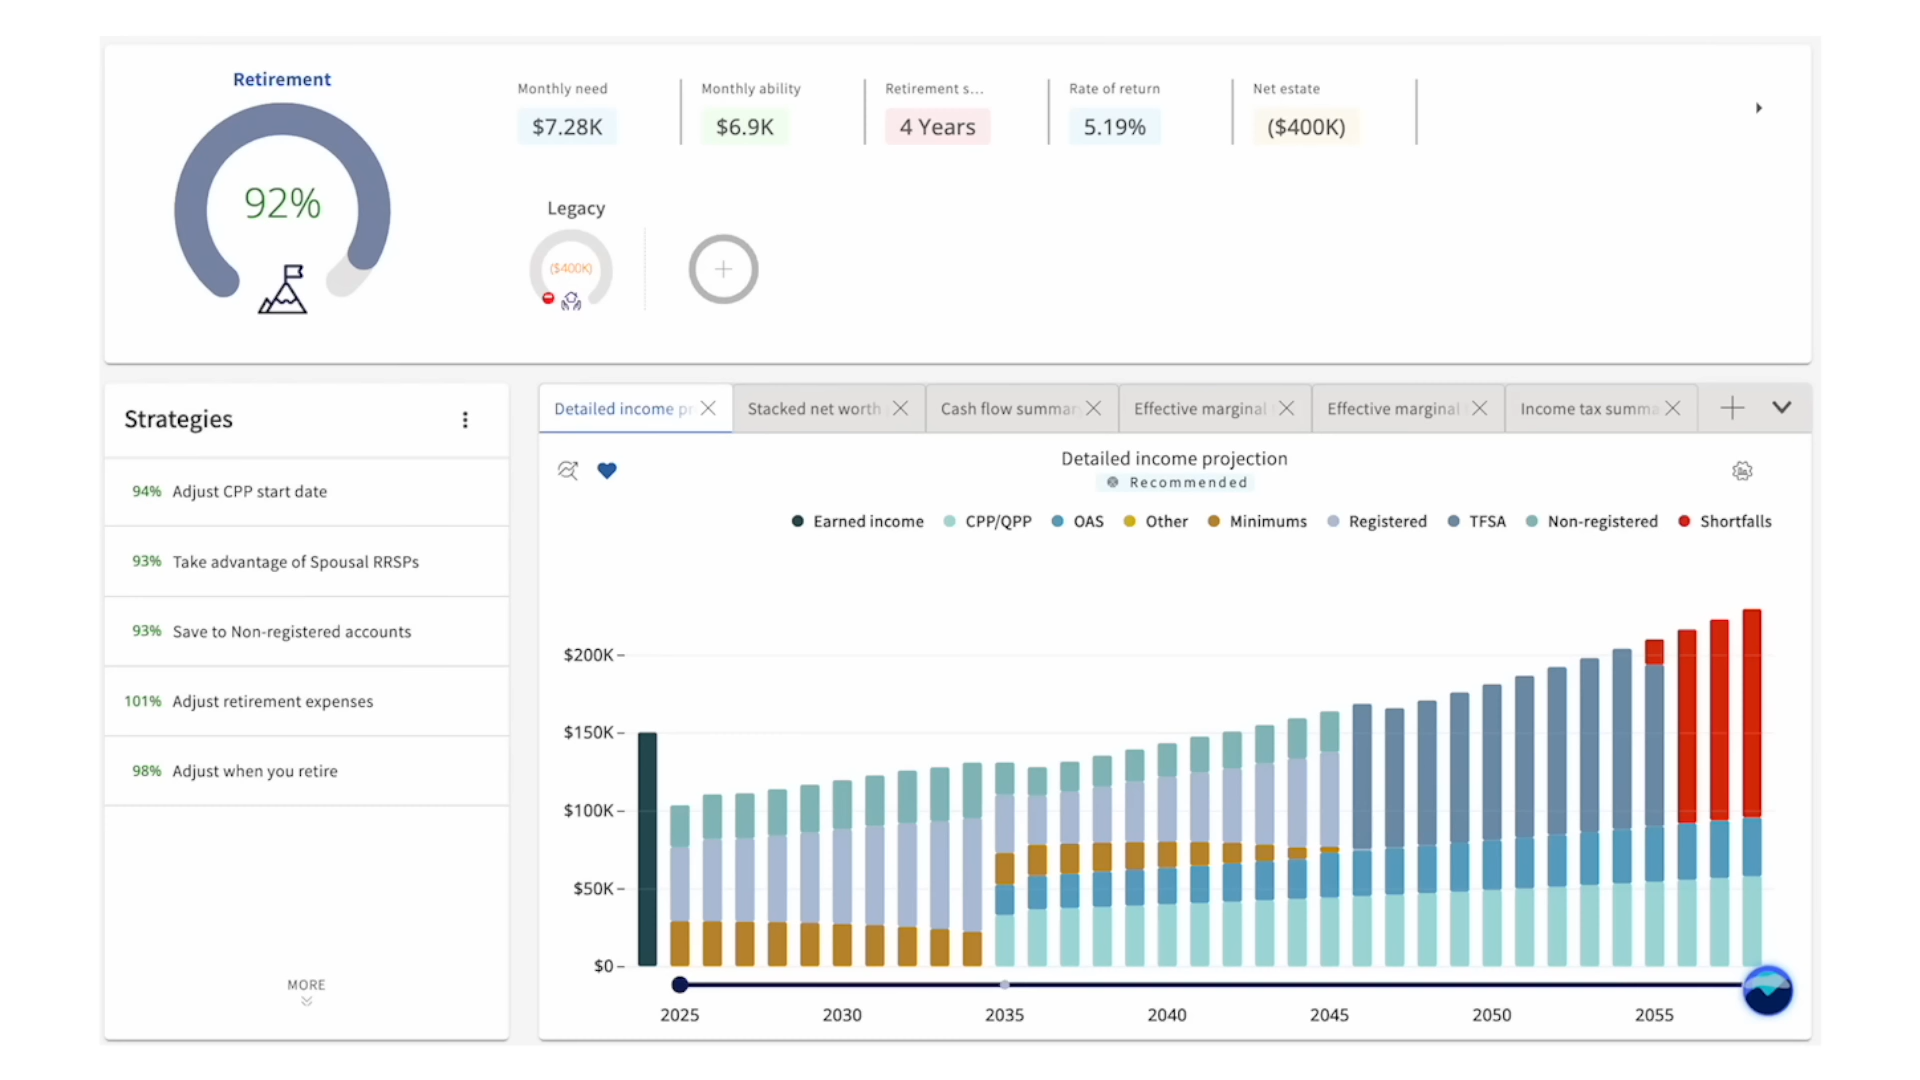 Retirement
92%
Monthly need
$7.28K
Monthly ability
$6.9K
Retirement s...
4 Years
Rate of return
5.19%
Net estate
($400K)
Legacy
($400K)
Strategies
94% Adjust CPP start date
93% Take advantage of Spousal RRSPs
93% Save to Non-registered accounts
101% Adjust retirement expenses
98% Adjust when you retire
MORE
Detailed income pr
Stacked net worth
Cash flow summar
Effective marginal
Effective marginal
Income tax summa
Detailed income projection
Recommended
Earned income CPP/QPP OAS Other Minimums Registered TFSA Non-registered Shortfalls
$200K
$150K
$100K
$50K
$0
2025 2030 2035 2040 2045 2050 2055